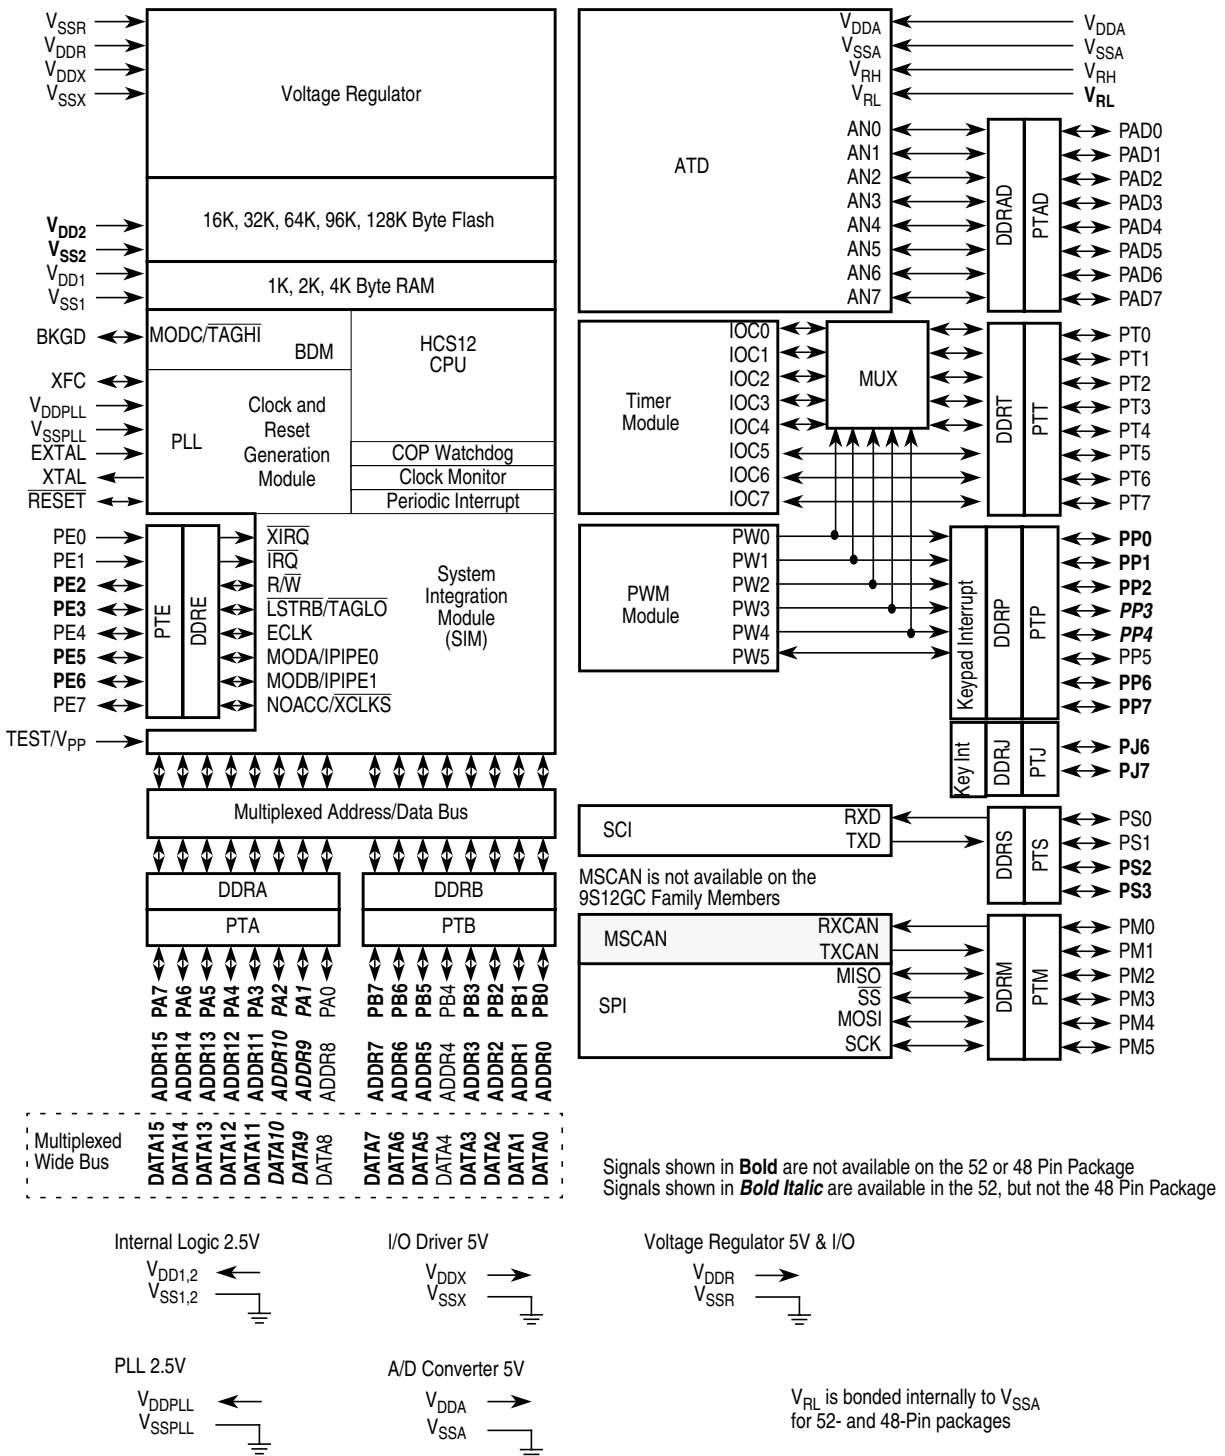 VSSR
VDDR
VDDX
VSSX
Voltage Regulator
VDD2
VSS2
16K, 32K, 64K, 96K, 128K Byte Flash
VDD1
VSS1
1K, 2K, 4K Byte RAM
BKGD
MODC/TAGHI
BDM
HCS12
CPU
XFC
VDDPLL
VSSPLL
EXTAL
XTAL
RESET
PLL
Clock and
Reset
Generation
Module
COP Watchdog
Clock Monitor
Periodic Interrupt
PE0
PE1
PE2
PE3
PE4
PE5
PE6
PE7
PTE
DDRE
XIRQ
IRQ
R/W
LSTRB/TAGLO
ECLK
MODA/IPIPE0
MODB/IPIPE1
NOACC/XCLKS
System
Integration
Module
(SIM)
TEST/VPP
Multiplexed Address/Data Bus
DDRA
DDRB
PTA
PTB
PA7
PA6
PA5
PA4
PA3
PA2
PA1
PA0
PB7
PB6
PB5
PB4
PB3
PB2
PB1
PB0
ADDR15
ADDR14
ADDR13
ADDR12
ADDR11
ADDR10
ADDR9
ADDR8
ADDR7
ADDR6
ADDR5
ADDR4
ADDR3
ADDR2
ADDR1
ADDR0
Multiplexed
Wide Bus
DATA15
DATA14
DATA13
DATA12
DATA11
DATA10
DATA9
DATA8
DATA7
DATA6
DATA5
DATA4
DATA3
DATA2
DATA1
DATA0
ATD
VDDA
VSSA
VRH
VRL
VDDA
VSSA
VRH
VRL
AN0
AN1
AN2
AN3
AN4
AN5
AN6
AN7
DDRAD
PTAD
PAD0
PAD1
PAD2
PAD3
PAD4
PAD5
PAD6
PAD7
Timer
Module
IOC0
IOC1
IOC2
IOC3
IOC4
IOC5
IOC6
IOC7
MUX
DDRT
PTT
PT0
PT1
PT2
PT3
PT4
PT5
PT6
PT7
PWM
Module
PW0
PW1
PW2
PW3
PW4
PW5
Keypad Interrupt
DDRP
PTP
PP0
PP1
PP2
PP3
PP4
PP5
PP6
PP7
Key Int
DDRJ
PTJ
PJ6
PJ7
SCI
RXD
TXD
DDRS
PTS
PS0
PS1
PS2
PS3
MSCAN is not available on the
9S12GC Family Members
MSCAN
RXCAN
TXCAN
SPI
MISO
SS
MOSI
SCK
DDRM
PTM
PM0
PM1
PM2
PM3
PM4
PM5
Signals shown in Bold are not available on the 52 or 48 Pin Package
Signals shown in Bold Italic are available in the 52, but not the 48 Pin Package
Internal Logic 2.5V
VDD1,2
VSS1,2
I/O Driver 5V
VDDX
VSSX
Voltage Regulator 5V & I/O
VDDR
VSSR
PLL 2.5V
VDDPLL
VSSPLL
A/D Converter 5V
VDDA
VSSA
VRL is bonded internally to VSSA
for 52- and 48-Pin packages